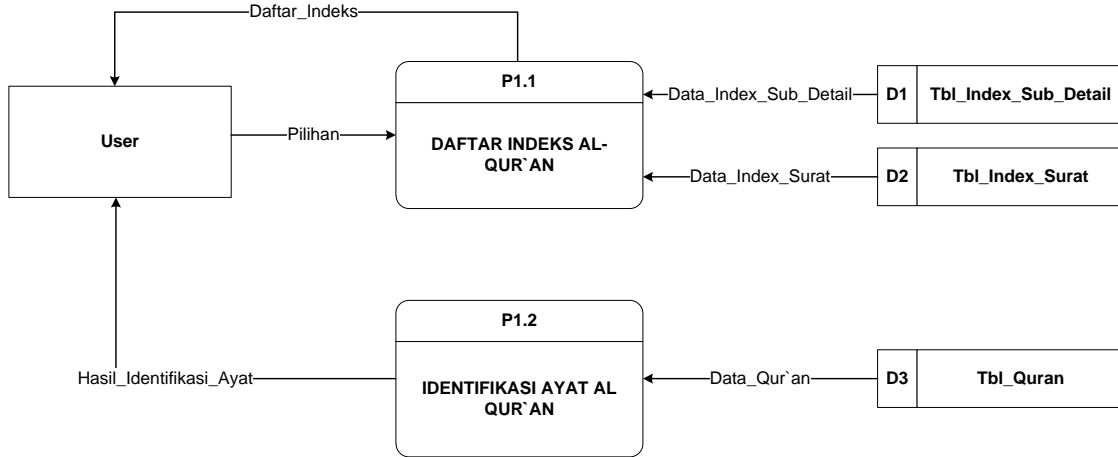 Daftar_Indeks
P1.1
Data_Index_Sub_Detail
D1
Tbl_Index_Sub_Detail
User
Pilihan
DAFTAR INDEKS AL-
QUR`AN
Data_Index_Surat
D2
Tbl_Index_Surat
P1.2
Hasil_Identifikasi_Ayat
IDENTIFIKASI AYAT AL
QUR`AN
Data_Qur`an
D3
Tbl_Quran